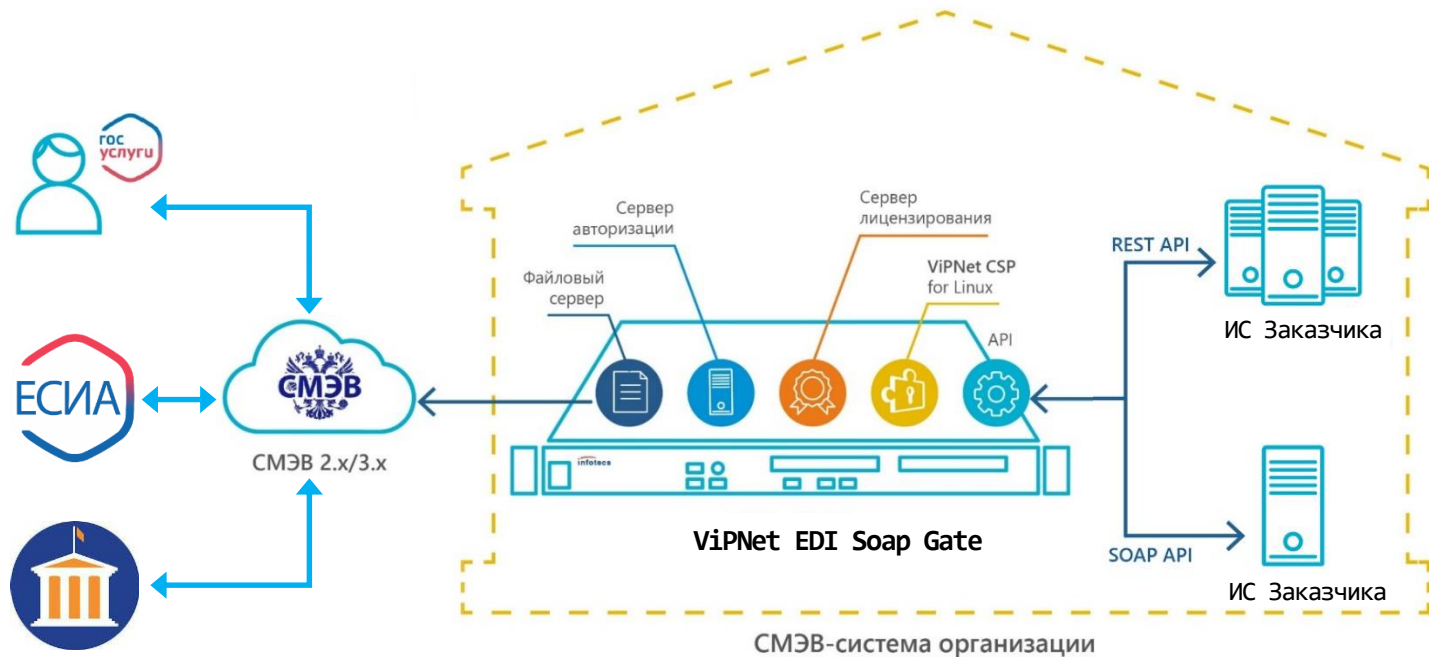 гос
услуги
ЕСИА
СМЭВ
СМЭВ 2.x/3.x
Файловый
сервер
Сервер
авторизации
Сервер
лицензирования
ViPNet CSP
for Linux
API
infotecs
ViPNet EDI Soap Gate
REST API
ИС Заказчика
SOAP API
ИС Заказчика
СМЭВ-система организации